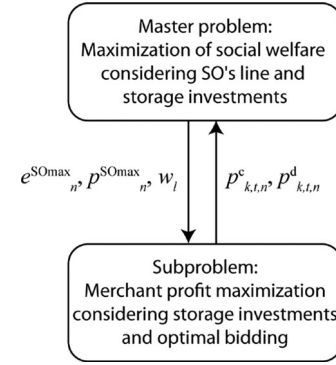 Master problem:
Maximization of social welfare
considering SO's line and
storage investments
e^SOmax_n, p^SOmax_n, w_l
p^c_k,t,n, p^d_k,t,n
Subproblem:
Merchant profit maximization
considering storage investments
and optimal bidding